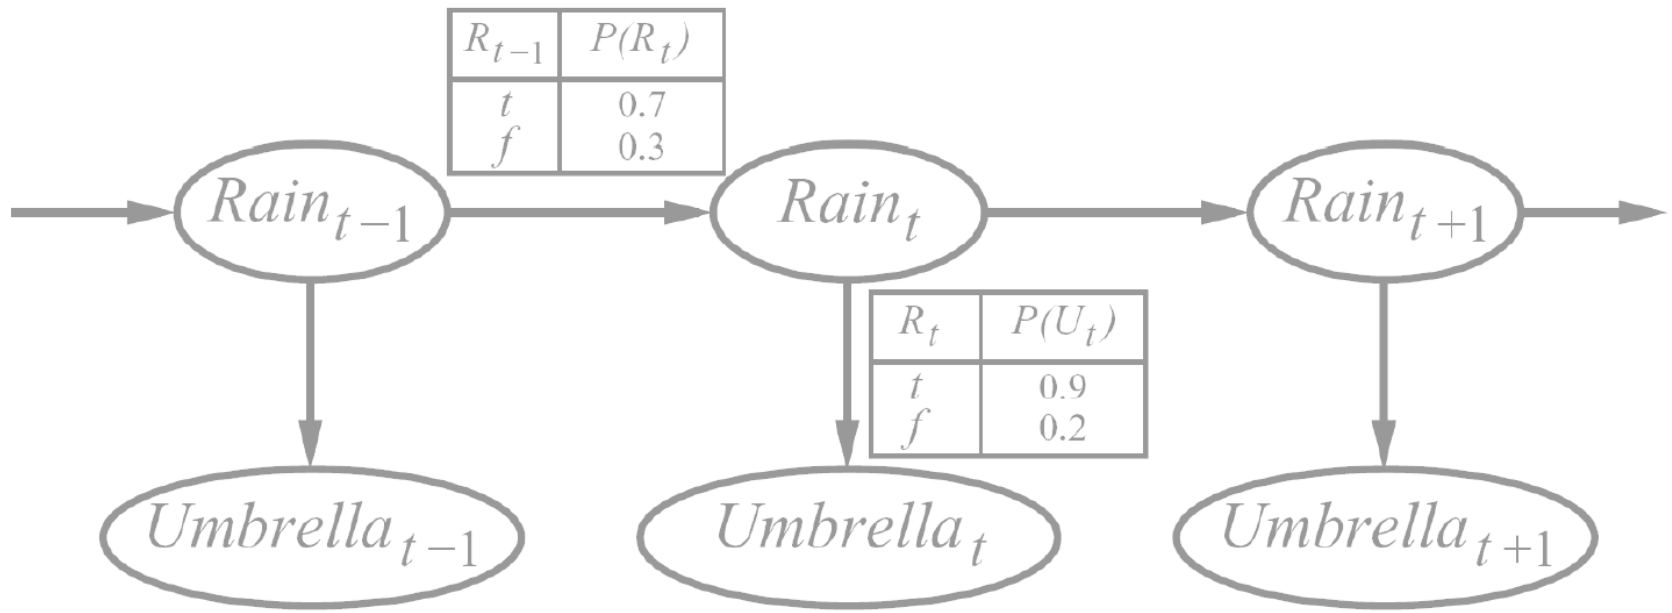 R_{t-1} P(R_t)
t 0.7
f 0.3
Rain_{t-1} Rain_t Rain_{t+1}
R_t P(U_t)
t 0.9
f 0.2
Umbrella_{t-1} Umbrella_t Umbrella_{t+1}